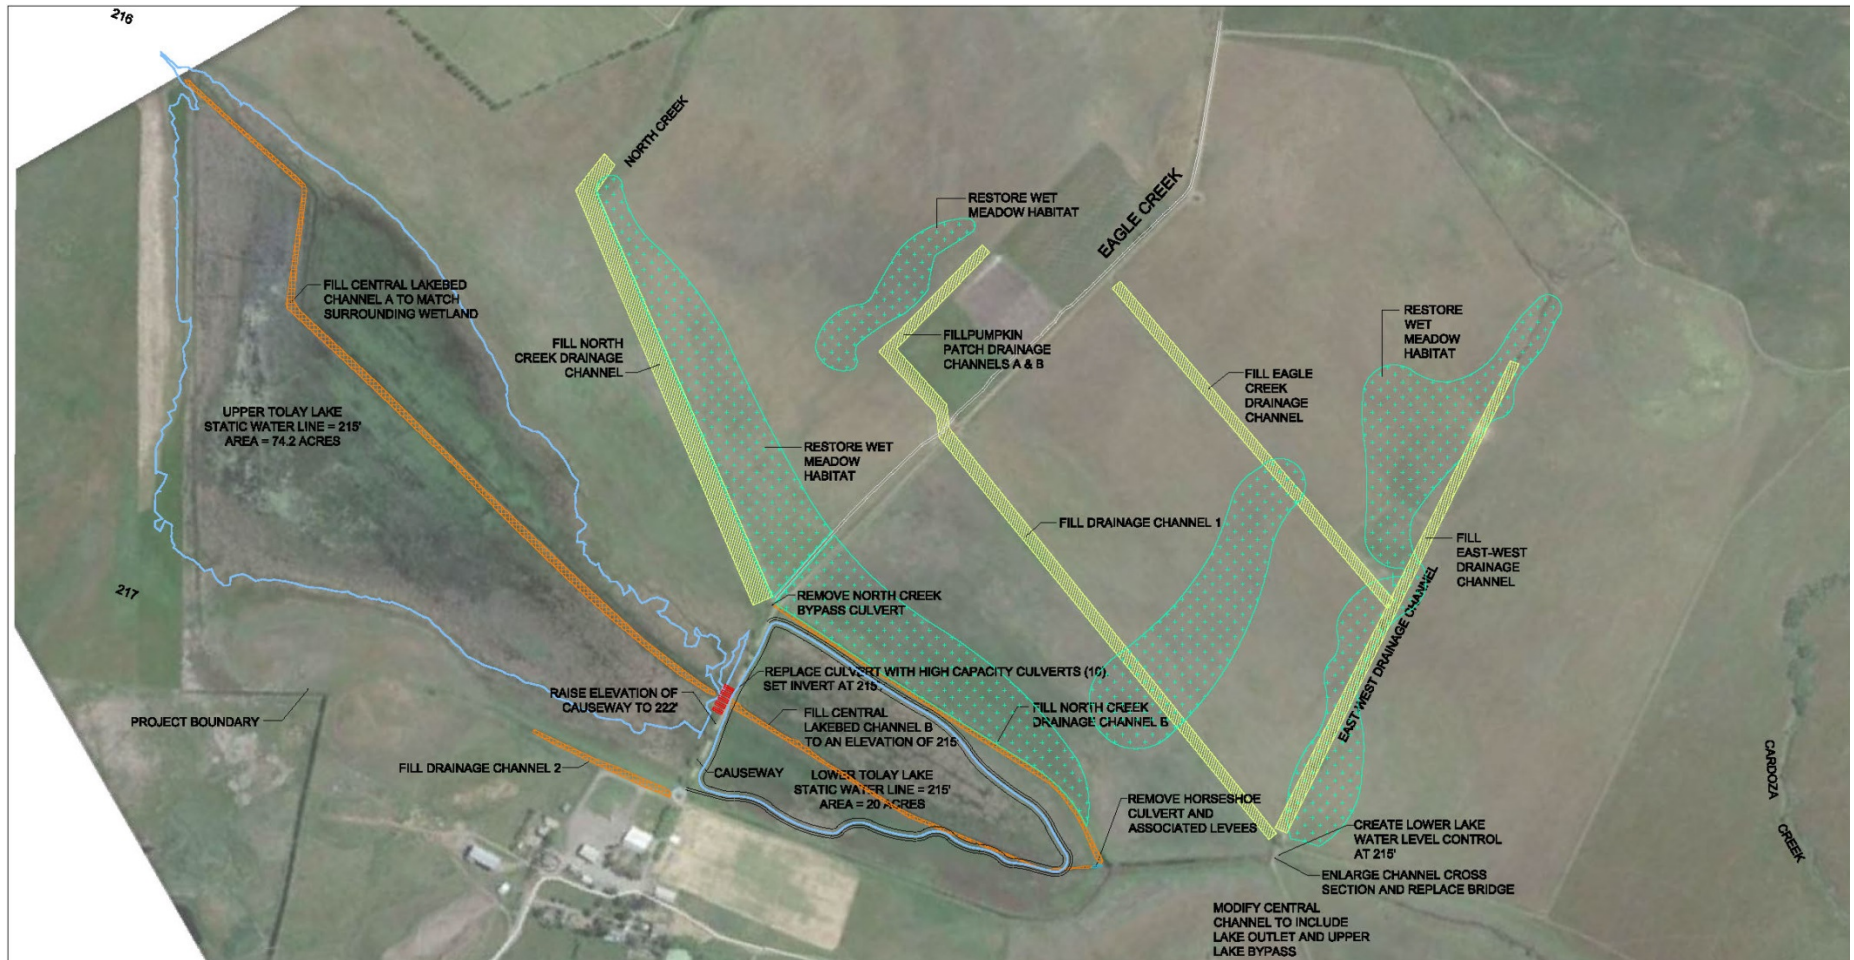 216
NORTH CREEK
RESTORE WET
MEADOW HABITAT
EAGLE CREEK
FILL CENTRAL LAKEBED
CHANNEL A TO MATCH
SURROUNDING WETLAND
FILL NORTH
CREEK DRAINAGE
CHANNEL
FILLPUMPKIN
PATCH DRAINAGE
CHANNELS A & B
RESTORE
WET
MEADOW
HABITAT
FILL EAGLE
CREEK
DRAINAGE
CHANNEL
UPPER TOLAY LAKE
STATIC WATER LINE = 215'
AREA = 74.2 ACRES
RESTORE WET
MEADOW
HABITAT
FILL DRAINAGE CHANNEL 1
FILL
EAST-WEST
DRAINAGE
CHANNEL
217
REMOVE NORTH CREEK
BYPASS CULVERT
EAST WEST DRAINAGE CHANNEL
REPLACE CULVERT WITH HIGH CAPACITY CULVERTS (10)
SET INVERT AT 215'
RAISE ELEVATION OF
CAUSEWAY TO 222'
PROJECT BOUNDARY
FILL CENTRAL
LAKEBED CHANNEL B
TO AN ELEVATION OF 215'
FILL NORTH CREEK
DRAINAGE CHANNEL B
FILL DRAINAGE CHANNEL 2
CAUSEWAY
LOWER TOLAY LAKE
STATIC WATER LINE = 215'
AREA = 20 ACRES
REMOVE HORSESHOE
CULVERT AND
ASSOCIATED LEVEES
CREATE LOWER LAKE
WATER LEVEL CONTROL
AT 215'
ENLARGE CHANNEL CROSS
SECTION AND REPLACE BRIDGE
MODIFY CENTRAL
CHANNEL TO INCLUDE
LAKE OUTLET AND UPPER
LAKE BYPASS
CARDOZA
CREEK